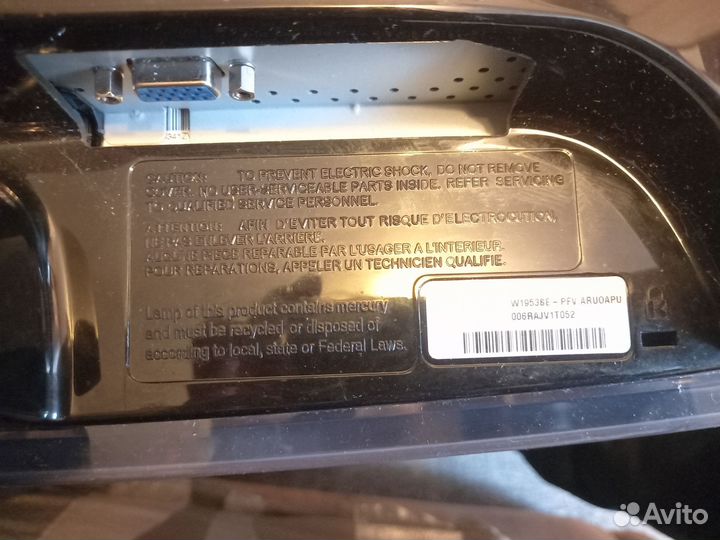 CAUTION: TO PREVENT ELECTRIC SHOCK, DO NOT REMOVE
COVER. NO USER-SERVICEABLE PARTS INSIDE. REFER SERVICING
TO QUALIFIED SERVICE PERSONNEL.
ATTENTION: AFIN D'EVITER TOUT RISQUE D'ELECTROCUTION,
NE PAS ENLEVER L'ARRIERE.
AUCUNE PIECE REPARABLE PAR L'USAGER A L'INTERIEUR.
POUR REPARATIONS, APPELER UN TECHNICIEN QUALIFIE.
Lamp of this product contains mercury
and must be recycled or disposed of
according to local, state or Federal Laws.
W1953SE - PFV ARUOAPU
006RAJV1T052
Avito